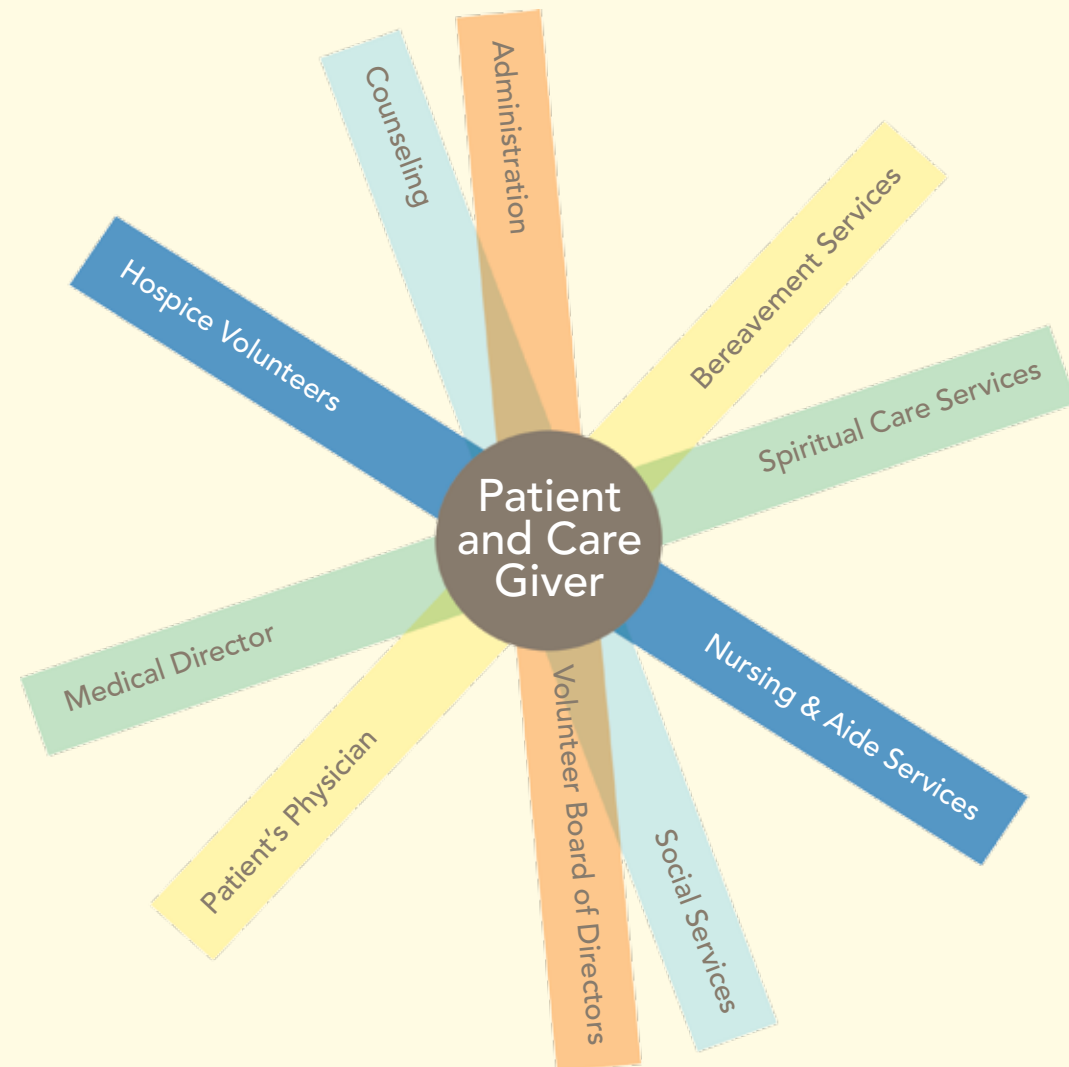 Counseling
Administration
Bereavement Services
Hospice Volunteers
Spiritual Care Services
Patient
and Care
Giver
Medical Director
Nursing & Aide Services
Patient's Physician
Volunteer Board of Directors
Social Services